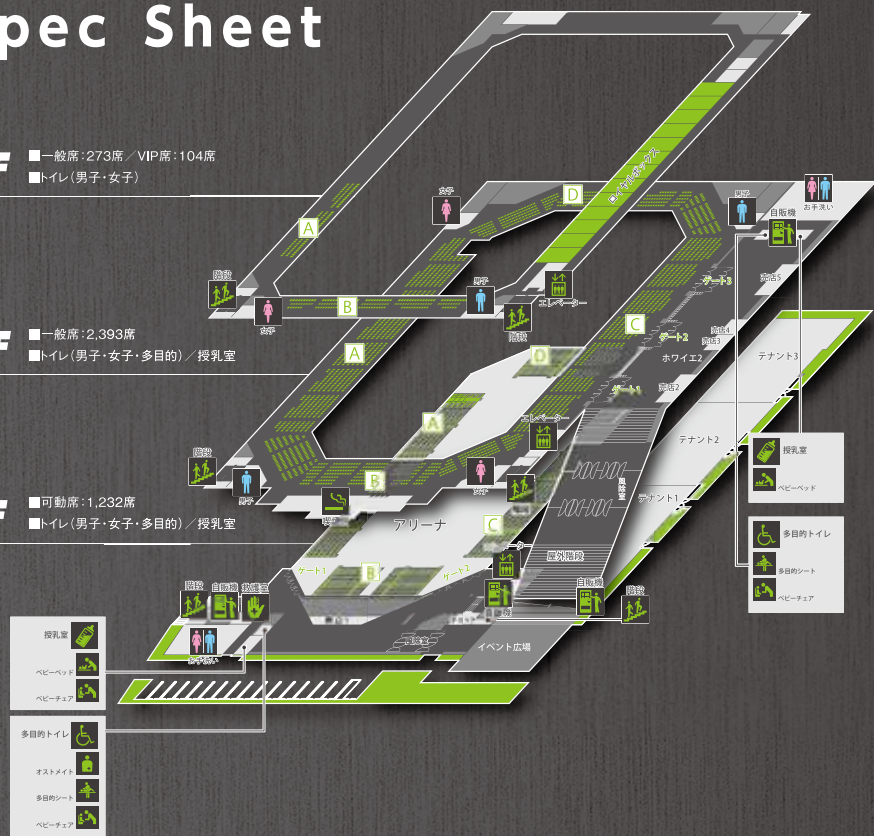 pec Sheet
F
■一般席:273席/VIP席:104席
■トイレ(男子・女子)
F
■一般席:2,393席
■トイレ(男子・女子・多目的)/授乳室
F
■可動席:1,232席
■トイレ(男子・女子・多目的)/授乳室
ロイヤルボックス
A
階段
女子
B
男子
エレベーター
階段
女子
D
男子
お手洗い
自販機
売店5
ゲート3
C
売店4
売店3
ゲート2
ホワイエ2
ゲート1
売店2
A
階段
男子
B
喫煙
女子
エレベーター
風除室
屋外階段
テナント3
テナント2
テナント1
D
A
C
B
アリーナ
ゲート1
ゲート2
階段
自販機
救護室
お手洗い
風除室
自販機
階段
イベント広場
授乳室
ベビーベッド
多目的トイレ
多目的シート
ベビーチェア
授乳室
ベビーベッド
ベビーチェア
多目的トイレ
オストメイト
多目的シート
ベビーチェア